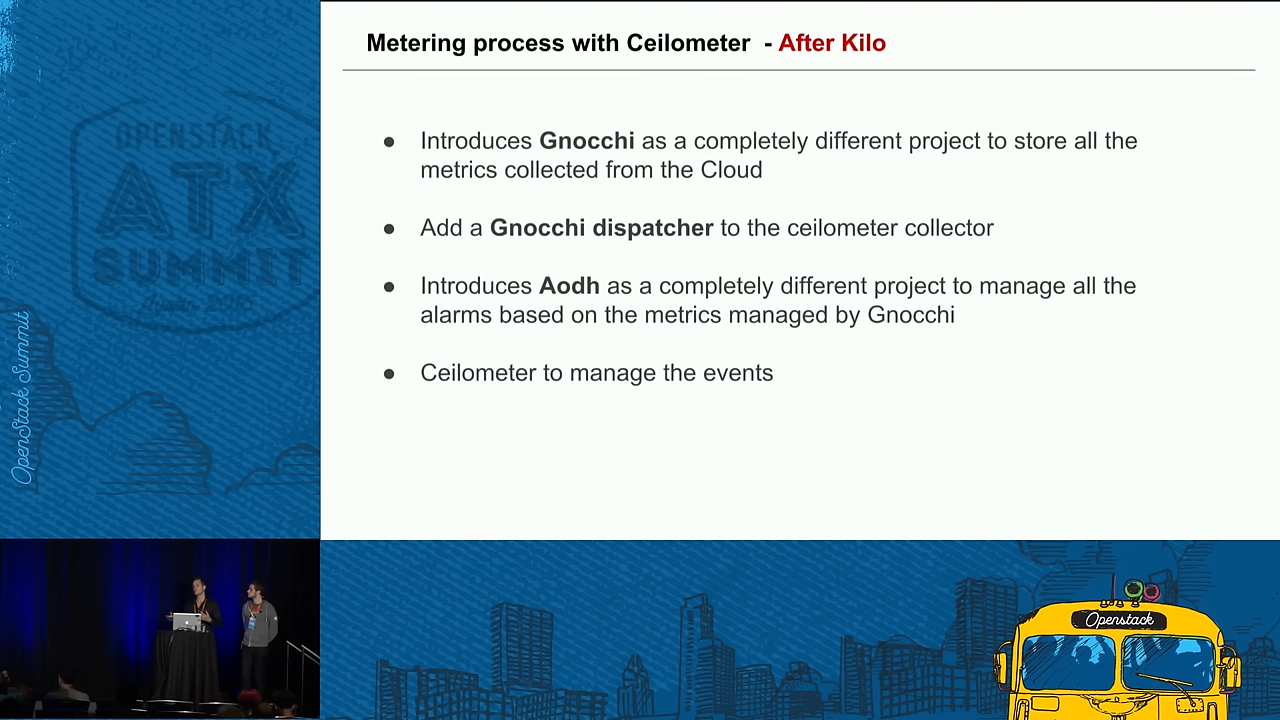 Metering process with Ceilometer - After Kilo
● Introduces Gnocchi as a completely different project to store all the
metrics collected from the Cloud
● Add a Gnocchi dispatcher to the ceilometer collector
● Introduces Aodh as a completely different project to manage all the
alarms based on the metrics managed by Gnocchi
● Ceilometer to manage the events
OPENSTACK
ATX
SUMMIT
OpenStack Summit
Openstack